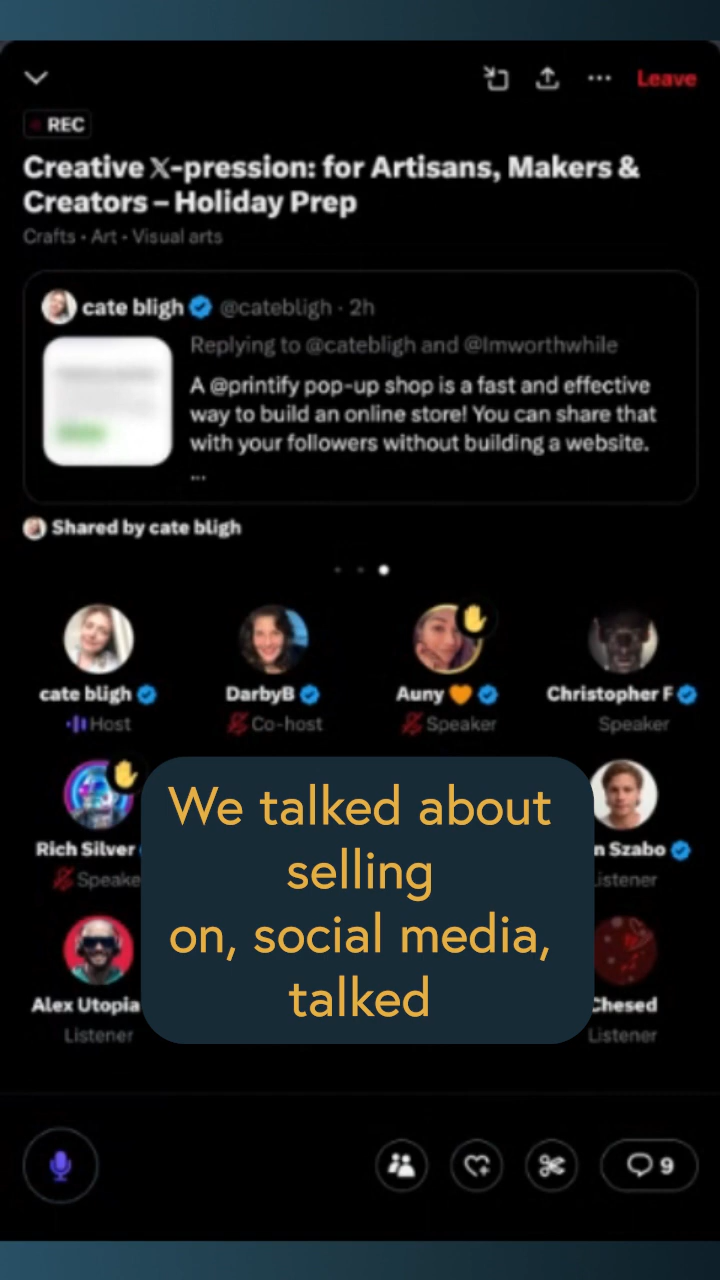 Leave
REC
Creative 𝕏-pression: for Artisans, Makers &
Creators – Holiday Prep
Crafts • Art • Visual arts
cate bligh @catebligh · 2h
Replying to @catebligh and @Imworthwhile
A @printify pop-up shop is a fast and effective
way to build an online store! You can share that
with your followers without building a website.
...
Shared by cate bligh
cate bligh DarbyB Auny 🧡 Christopher F
Host Co-host Speaker Speaker
We talked about
selling
on, social media,
talked
Rich Silver n Szabo
Speake istener
Alex Utopia Chesed
Listener Listener
9